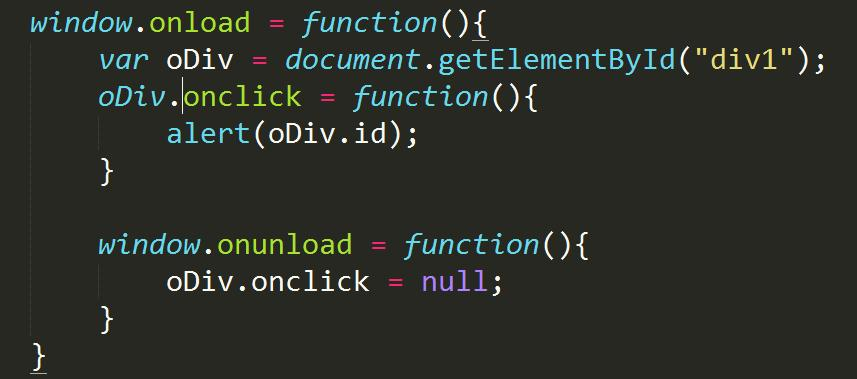 window.onload = function(){
    var oDiv = document.getElementById("div1");
    oDiv.onclick = function(){
        alert(oDiv.id);
    }
    window.onunload = function(){
        oDiv.onclick = null;
    }
}